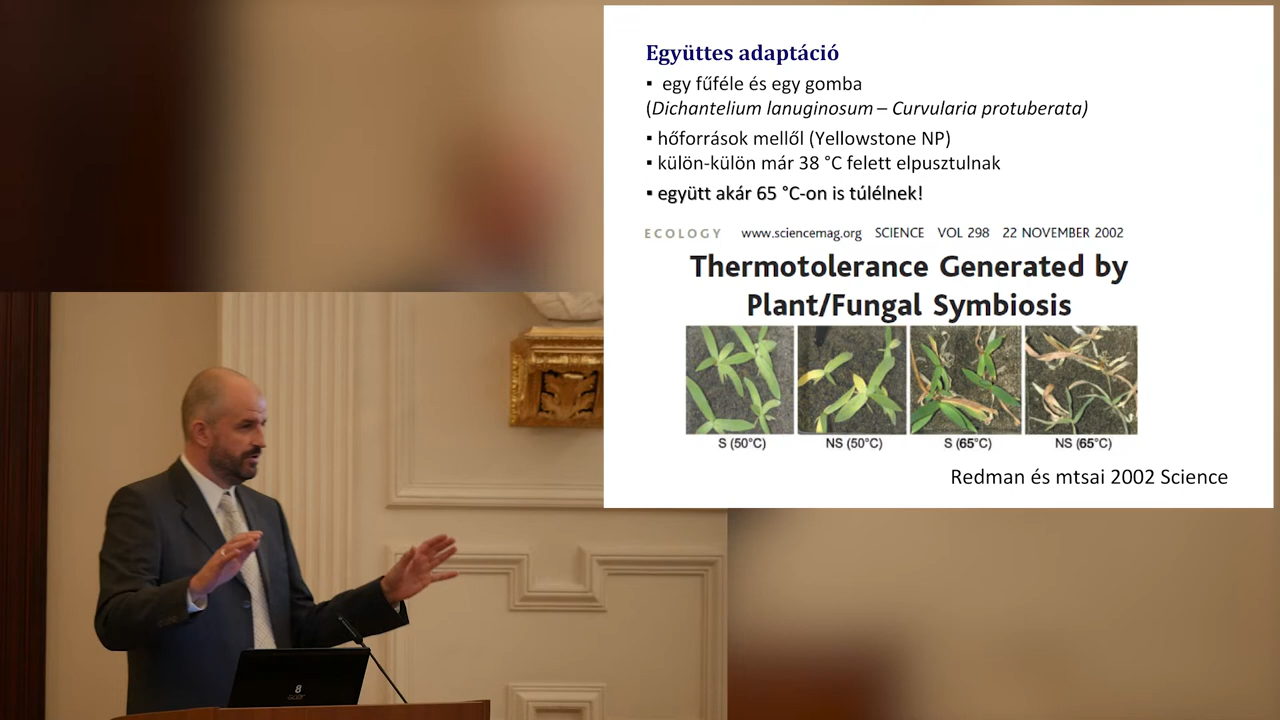 Együttes adaptáció
▪ egy fűféle és egy gomba
(Dichantelium lanuginosum – Curvularia protuberata)
▪ hőforrások mellől (Yellowstone NP)
▪ külön-külön már 38 °C felett elpusztulnak
▪ együtt akár 65 °C-on is túlélnek!
ECOLOGY www.sciencemag.org SCIENCE VOL 298 22 NOVEMBER 2002
Thermotolerance Generated by
Plant/Fungal Symbiosis
S (50°C) NS (50°C) S (65°C) NS (65°C)
Redman és mtsai 2002 Science
8